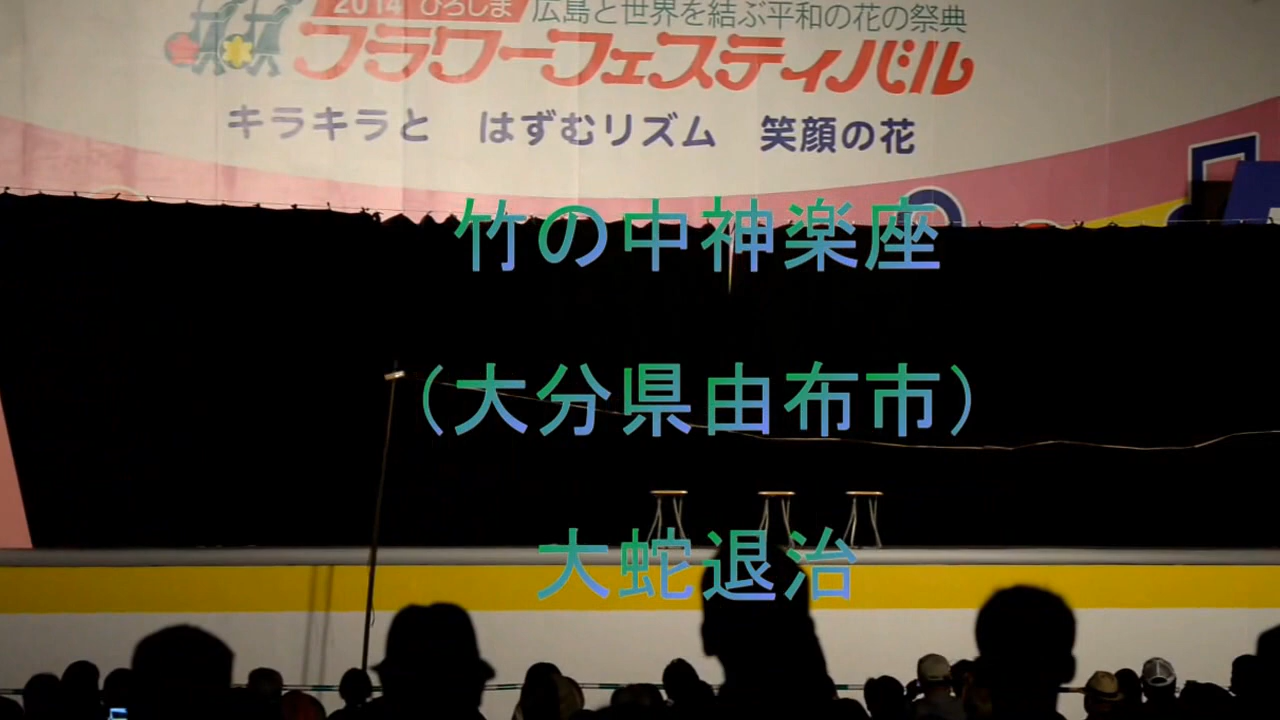 2014 ひろしま 広島と世界を結ぶ平和の花の祭典
フラワーフェスティバル
キラキラと はずむリズム 笑顔の花
竹の中神楽座
(大分県由布市)
大蛇退治